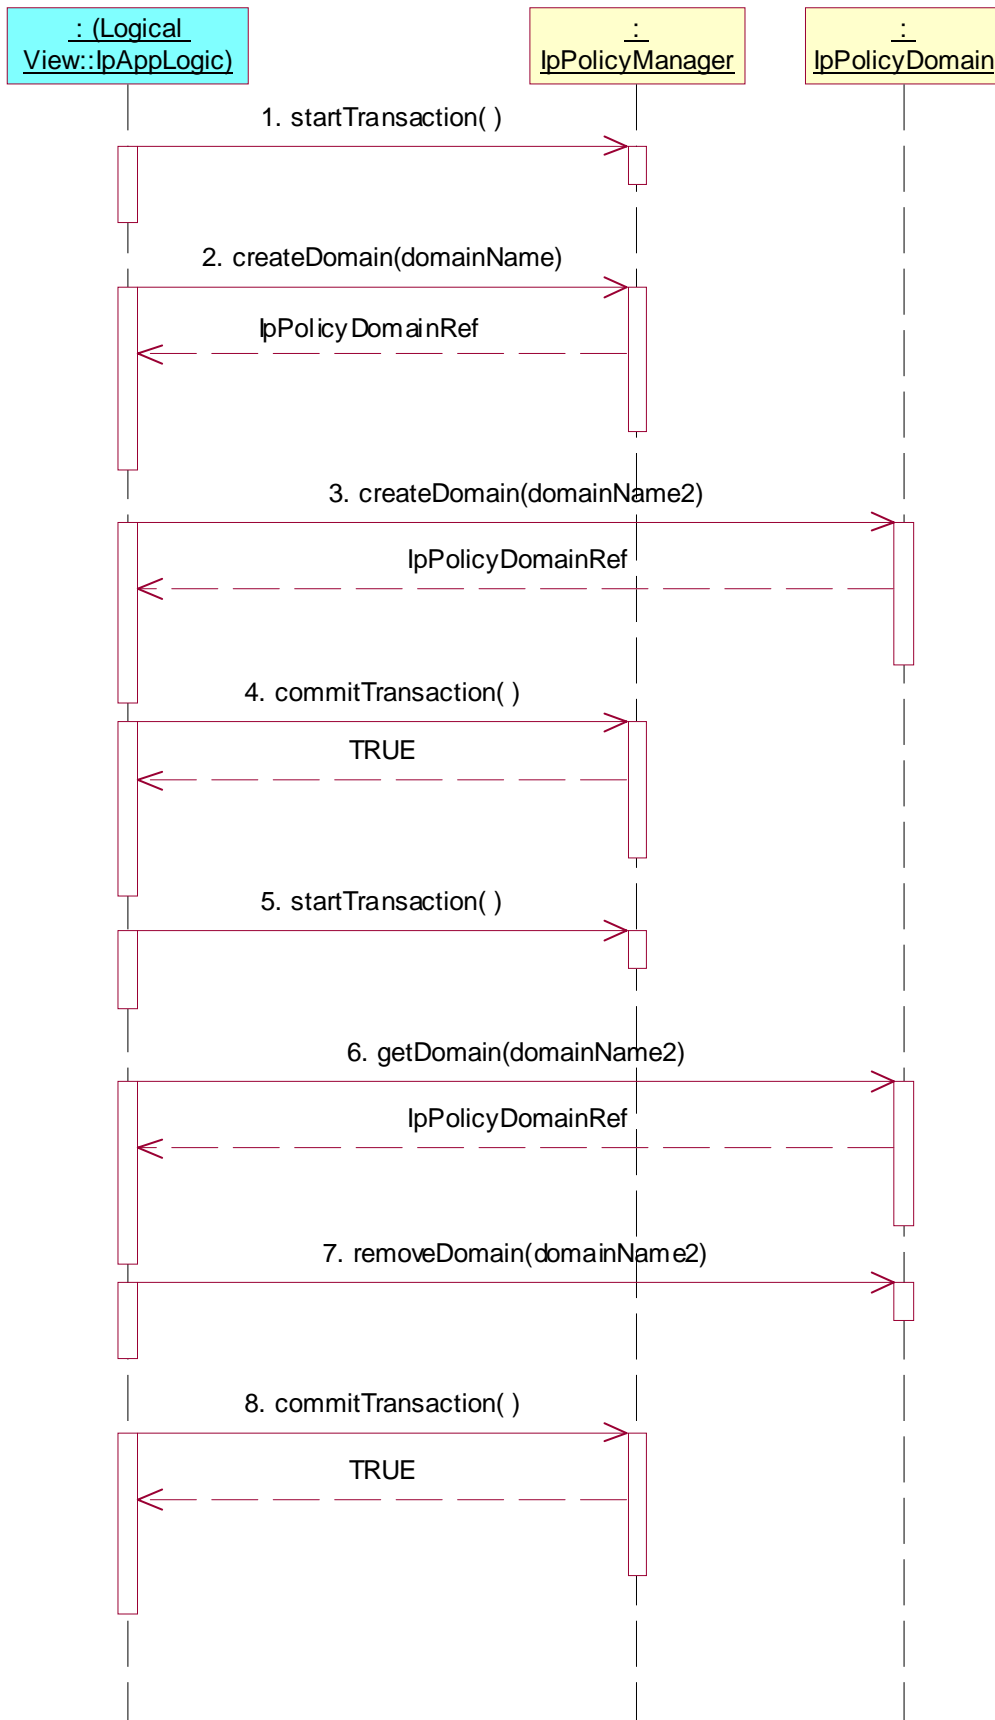 : (Logical
View::IpAppLogic)
:
IpPolicyManager
:
IpPolicyDomain
1. startTransaction( )
2. createDomain(domainName)
IpPolicyDomainRef
3. createDomain(domainName2)
IpPolicyDomainRef
4. commitTransaction( )
TRUE
5. startTransaction( )
6. getDomain(domainName2)
IpPolicyDomainRef
7. removeDomain(domainName2)
8. commitTransaction( )
TRUE